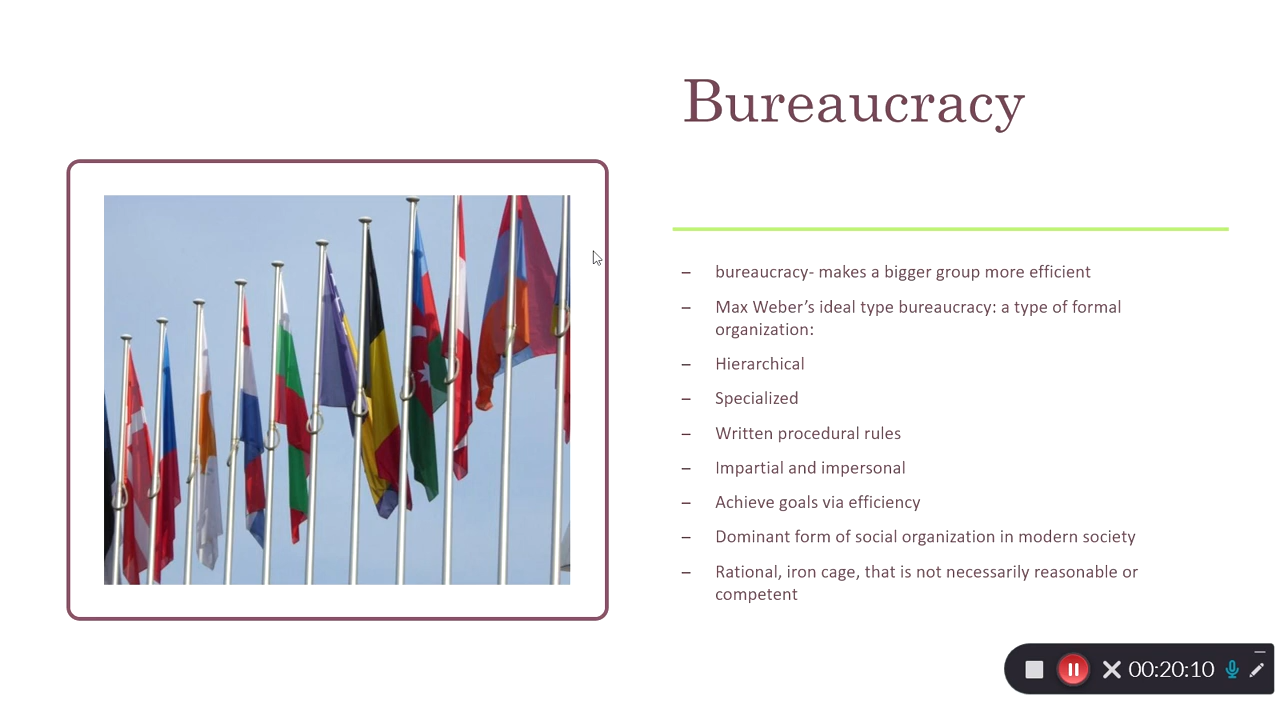 Bureaucracy
– bureaucracy- makes a bigger group more efficient
– Max Weber’s ideal type bureaucracy: a type of formal
organization:
– Hierarchical
– Specialized
– Written procedural rules
– Impartial and impersonal
– Achieve goals via efficiency
– Dominant form of social organization in modern society
– Rational, iron cage, that is not necessarily reasonable or
competent
00:20:10